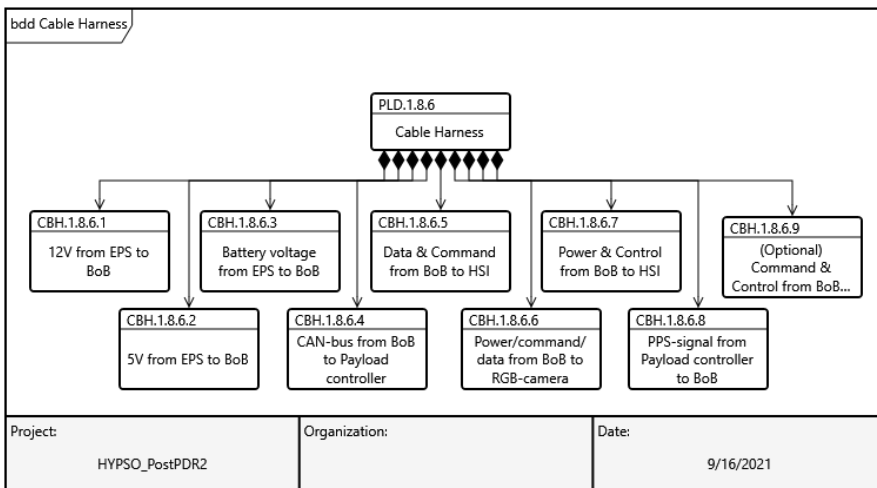 bdd Cable Harness
PLD.1.8.6
Cable Harness
CBH.1.8.6.1
12V from EPS to
BoB
CBH.1.8.6.3
Battery voltage
from EPS to BoB
CBH.1.8.6.5
Data & Command
from BoB to HSI
CBH.1.8.6.7
Power & Control
from BoB to HSI
CBH.1.8.6.9
(Optional)
Command &
Control from BoB...
CBH.1.8.6.2
5V from EPS to BoB
CBH.1.8.6.4
CAN-bus from BoB
to Payload
controller
CBH.1.8.6.6
Power/command/
data from BoB to
RGB-camera
CBH.1.8.6.8
PPS-signal from
Payload controller
to BoB
Project:
HYPSO_PostPDR2
Organization:
Date:
9/16/2021